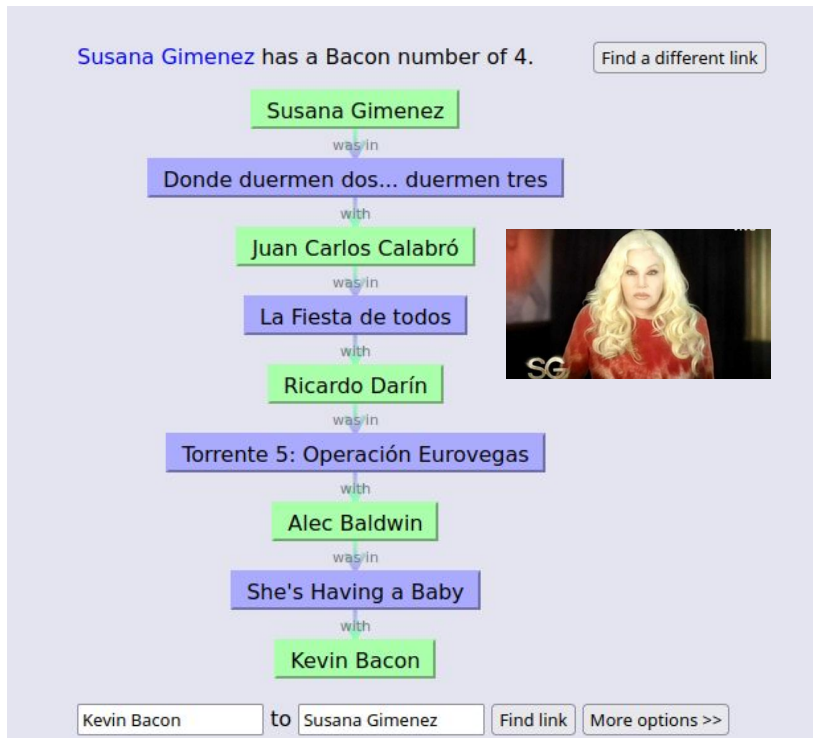 Susana Gimenez has a Bacon number of 4.
Find a different link
Susana Gimenez
was in
Donde duermen dos... duermen tres
with
Juan Carlos Calabró
was in
La Fiesta de todos
with
Ricardo Darín
was in
Torrente 5: Operación Eurovegas
with
Alec Baldwin
was in
She's Having a Baby
with
Kevin Bacon
SG
Kevin Bacon to Susana Gimenez Find link More options >>